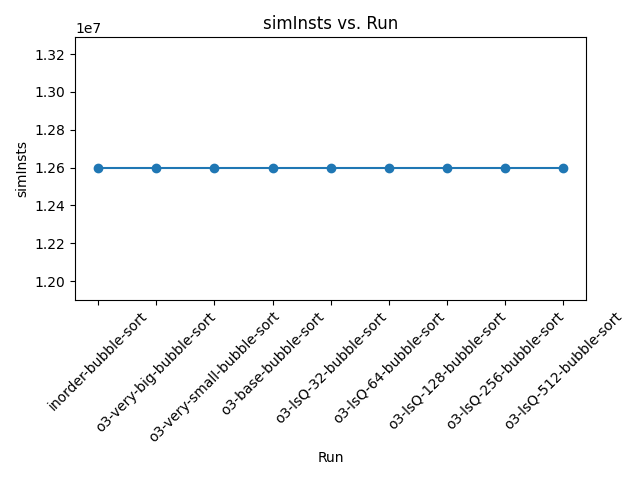 simInsts vs. Run
1e7
1.32
1.30
1.28
1.26
1.24
1.22
1.20
simInsts
inorder-bubble-sort
o3-very-big-bubble-sort
o3-very-small-bubble-sort
o3-base-bubble-sort
o3-lsQ-32-bubble-sort
o3-lsQ-64-bubble-sort
o3-lsQ-128-bubble-sort
o3-lsQ-256-bubble-sort
o3-lsQ-512-bubble-sort
Run